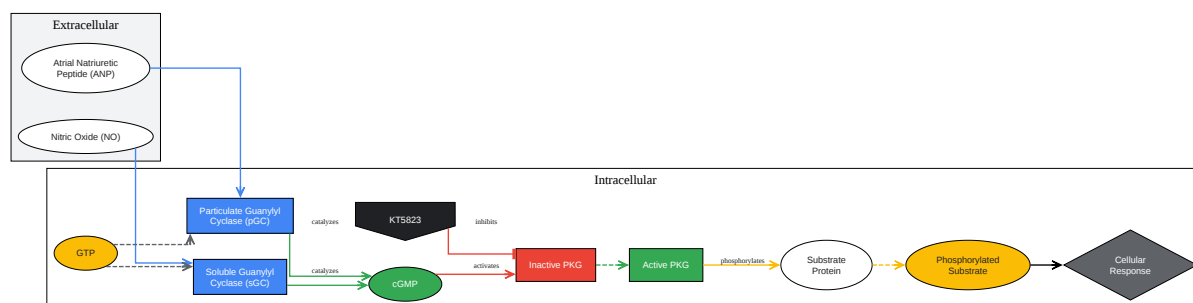 Extracellular
Atrial Natriuretic
Peptide (ANP)
Nitric Oxide (NO)
Intracellular
Particulate Guanylyl
Cyclase (pGC)
catalyzes
KT5823
inhibits
GTP
Soluble Guanylyl
Cyclase (sGC)
catalyzes
cGMP
activates
Inactive PKG
Active PKG
phosphorylates
Substrate
Protein
Phosphorylated
Substrate
Cellular
Response